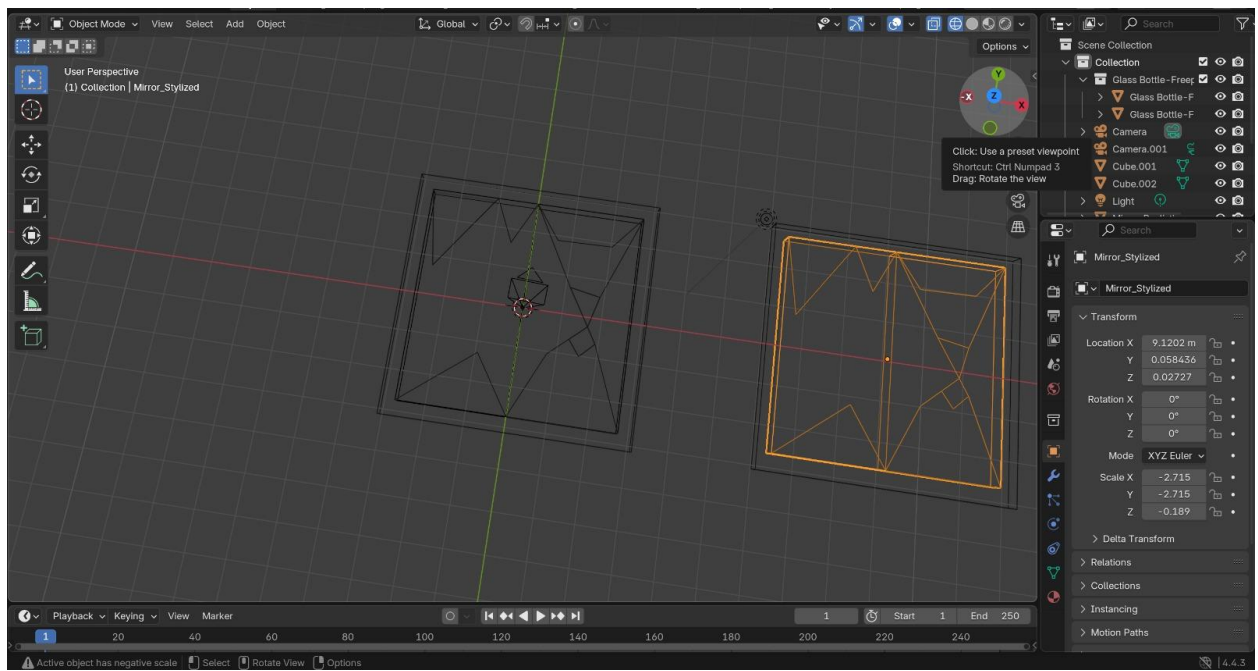 Object Mode View Select Add Object Global Search
Options
User Perspective
(1) Collection | Mirror_Stylized
Y
-X Z X
Click: Use a preset viewpoint
Shortcut: Ctrl Numpad 3
Drag: Rotate the view
Scene Collection
Collection
Glass Bottle-Freep
Glass Bottle-F
Glass Bottle-F
Camera
Camera.001
Cube.001
Cube.002
Light
Search
Mirror_Stylized
Mirror_Stylized
Transform
Location X 9.1202 m
Y 0.058436
Z 0.02727
Rotation X 0°
Y 0°
Z 0°
Mode XYZ Euler
Scale X -2.715
Y -2.715
Z -0.189
Delta Transform
Relations
Collections
Instancing
Motion Paths
Playback Keying View Marker 1 Start 1 End 250
1 20 40 60 80 100 120 140 160 180 200 220 240
Active object has negative scale Select Rotate View Options 4.4.3